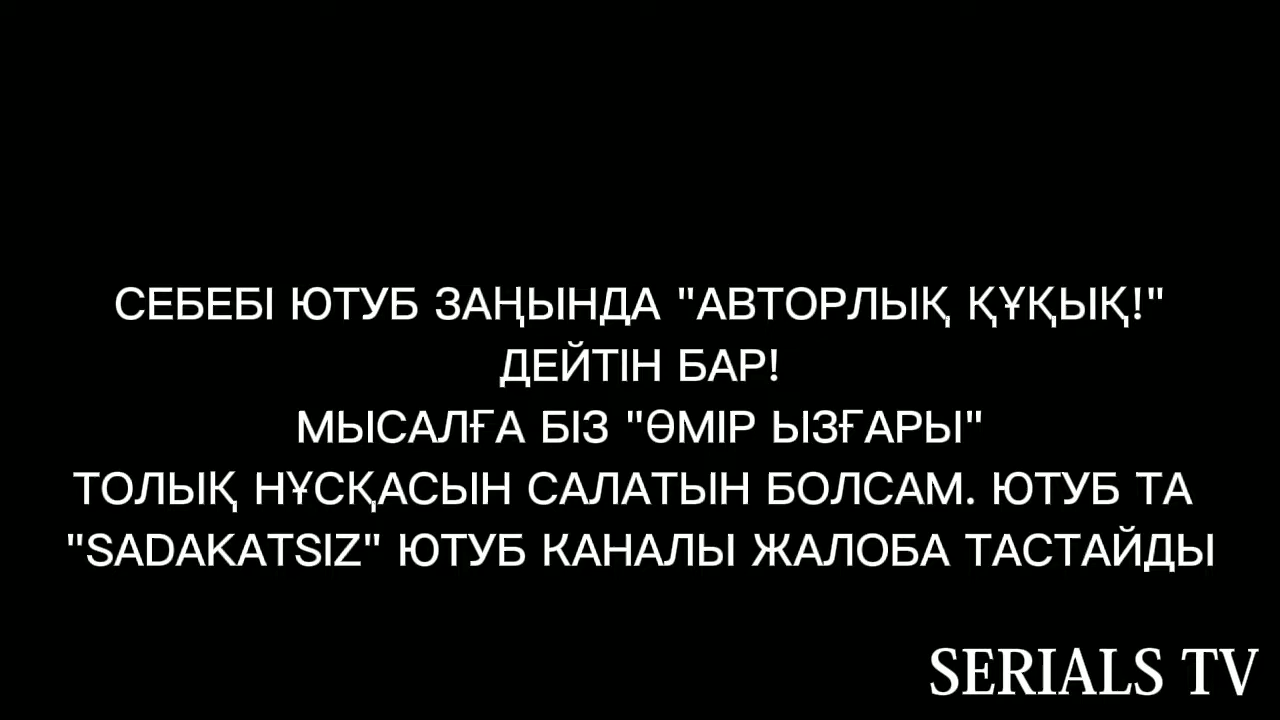 СЕБЕБІ ЮТУБ ЗАҢЫНДА "АВТОРЛЫҚ ҚҰҚЫҚ!"
ДЕЙТІН БАР!
МЫСАЛҒА БІЗ "ӨМІР ЫЗҒАРЫ"
ТОЛЫҚ НҰСҚАСЫН САЛАТЫН БОЛСАМ. ЮТУБ ТА
"SADAKATSIZ" ЮТУБ КАНАЛЫ ЖАЛОБА ТАСТАЙДЫ
SERIALS TV